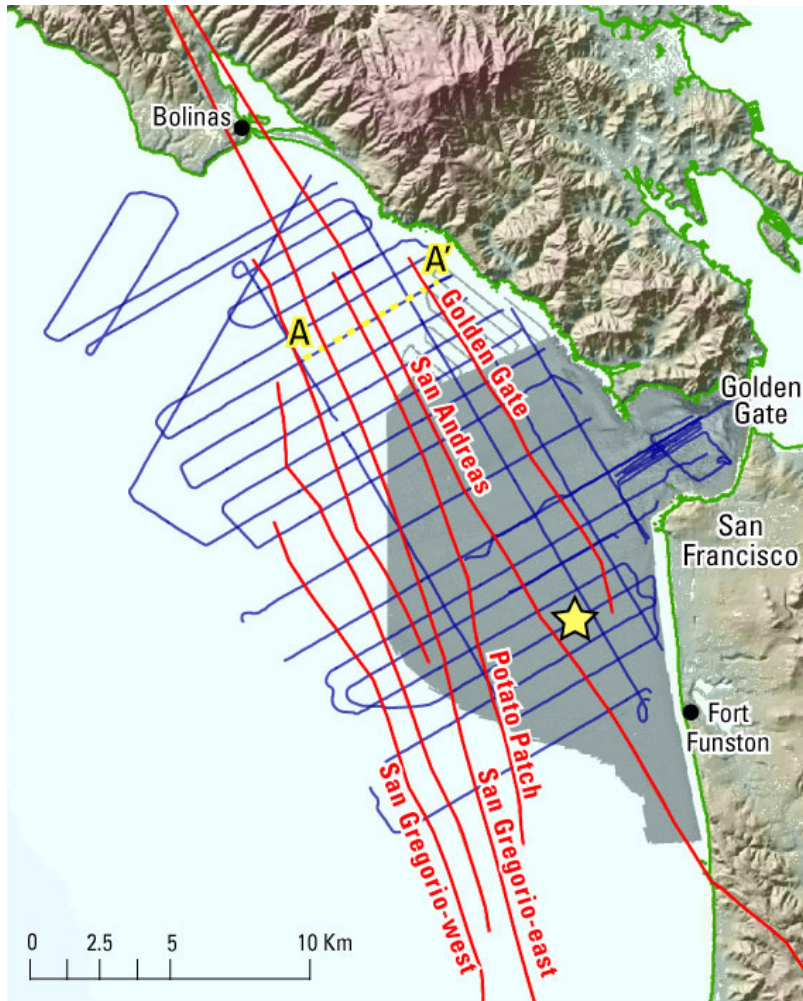 Bolinas
A'
A
Golden Gate
San Andreas
Golden
Gate
San
Francisco
Potato Patch
Fort
Funston
San Gregorio-west
San Gregorio-east
0 2.5 5 10 Km